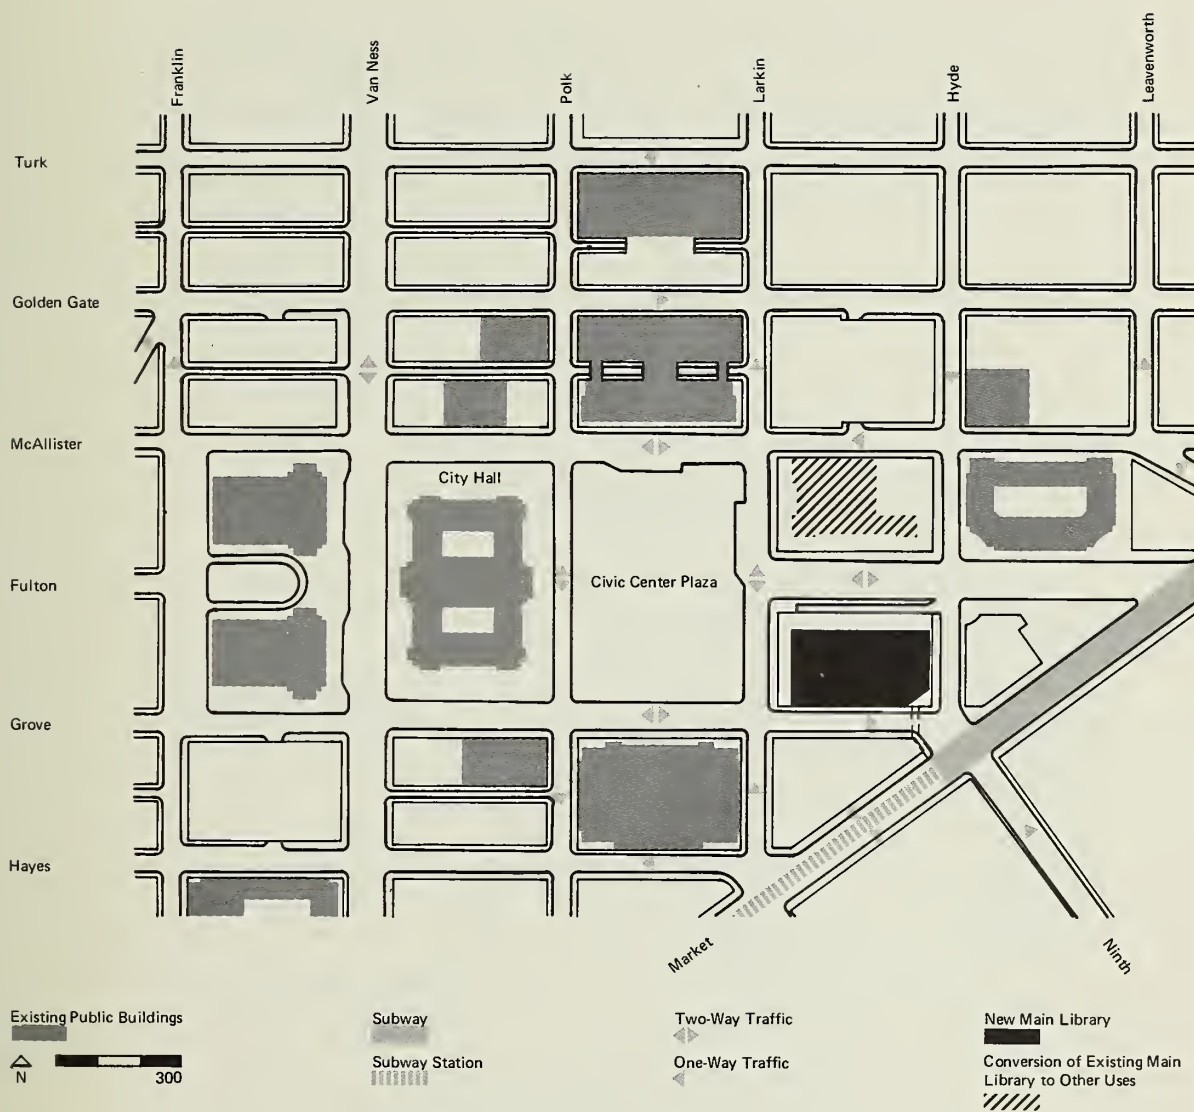 Franklin
Van Ness
Polk
Larkin
Hyde
Leavenworth
Turk
Golden Gate
McAllister
City Hall
Fulton
Civic Center Plaza
Grove
Hayes
Market
Ninth
Existing Public Buildings
N
300
Subway
Subway Station
Two-Way Traffic
One-Way Traffic
New Main Library
Conversion of Existing Main
Library to Other Uses